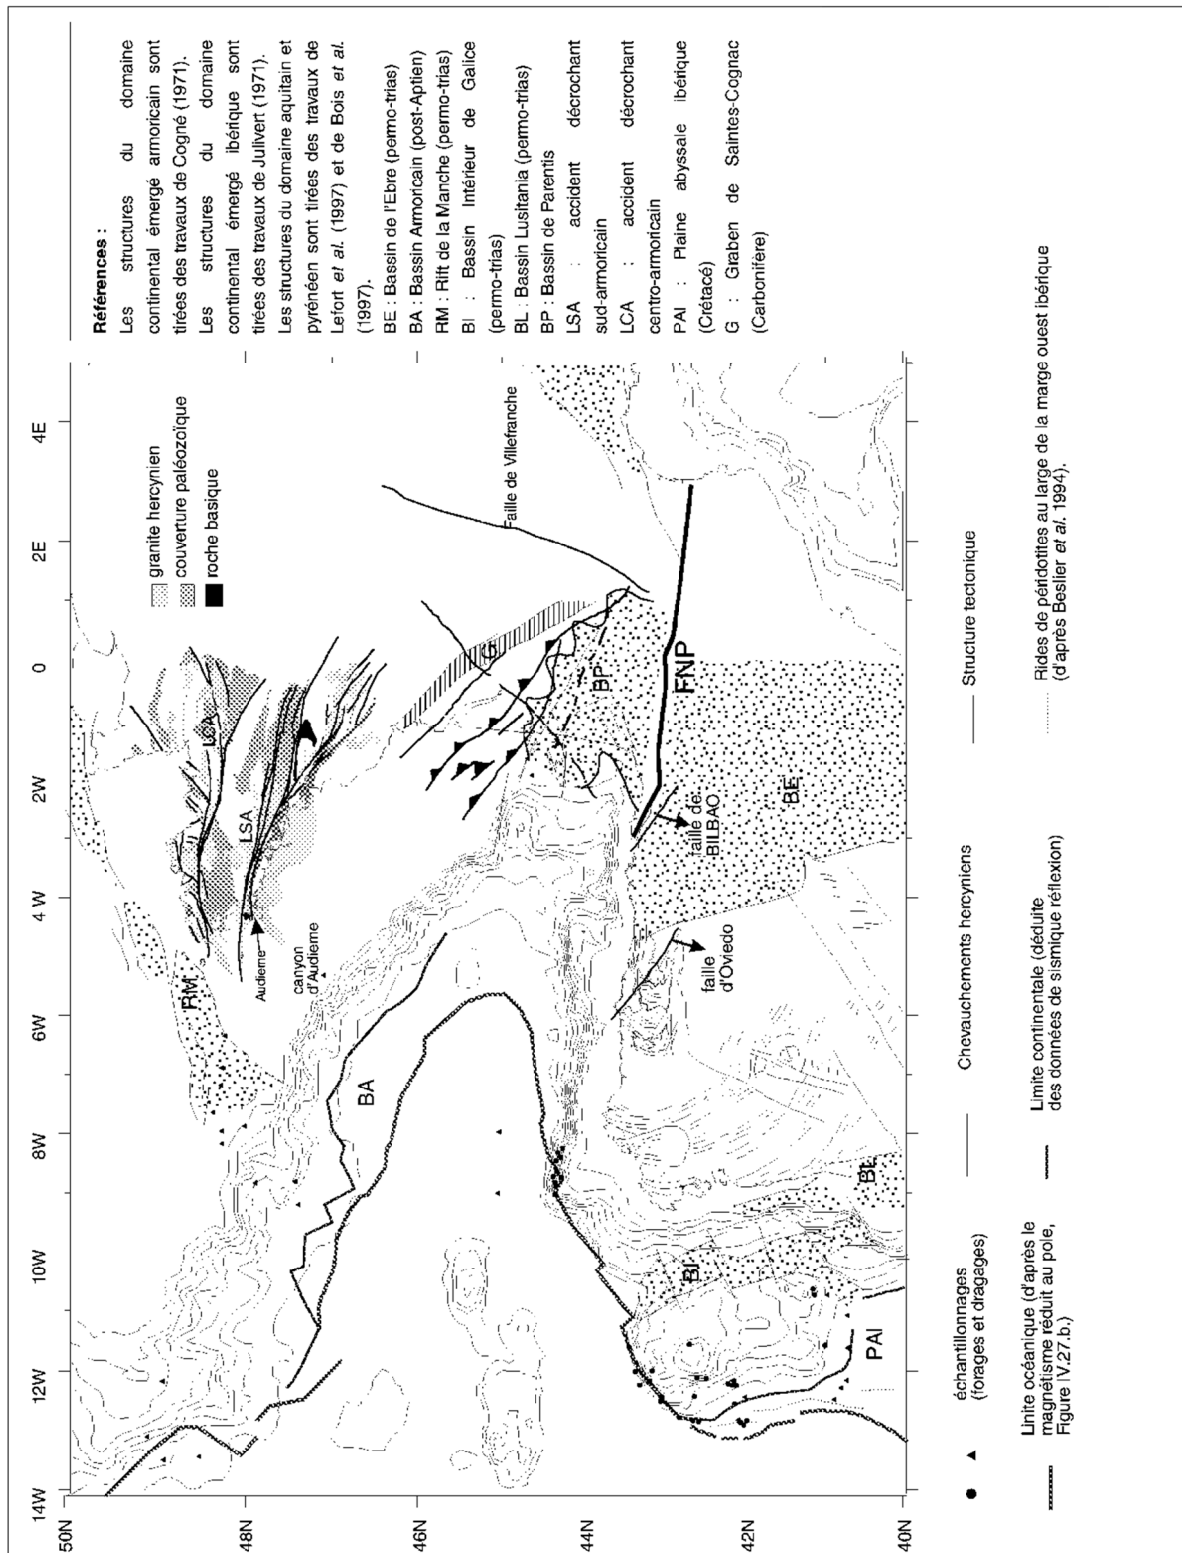 Références :
Les structures du domaine
continental émergé armoricain sont
tirées des travaux de Cogné (1971).
Les structures du domaine
continental émergé ibérique sont
tirées des travaux de Julivert (1971).
Les structures du domaine aquitain et
pyrénéen sont tirées des travaux de
Lefort et al. (1997) et de Bois et al.
(1997).
BE : Bassin de l'Ebre (permo-trias)
BA : Bassin Armoricain (post-Aptien)
RM : Rift de la Manche (permo-trias)
BI : Bassin Intérieur de Galice
(permo-trias)
BL : Bassin Lusitania (permo-trias)
BP : Bassin de Parentis
LSA : accident décrochant
sud-armoricain
LCA : accident décrochant
centro-armoricain
PAI : Plaine abyssale ibérique
(Crétacé)
G : Graben de Saintes-Cognac
(Carbonifère)
14W
12W
10W
8W
6W
4 W
2W
0
2E
4E
50N
48N
46N
44N
42N
40N
granite hercynien
couverture paléozoïque
roche basique
LCA
LSA
RM
Audierne
canyon
d'Audierne
BA
G
BP
Faille de Villefranche
FNP
faille de
BILBAO
BE
faille
d'Oviedo
BI
BL
PAI
échantillonnages
(forages et dragages)
Chevauchements hercyniens
Structure tectonique
Linite océanique (d'après le
magnétisme réduit au pole,
Figure IV.27.b.)
Limite continentale (déduite
des données de sismique réflexion)
Rides de péridotites au large de la marge ouest ibérique
(d'après Beslier et al. 1994).